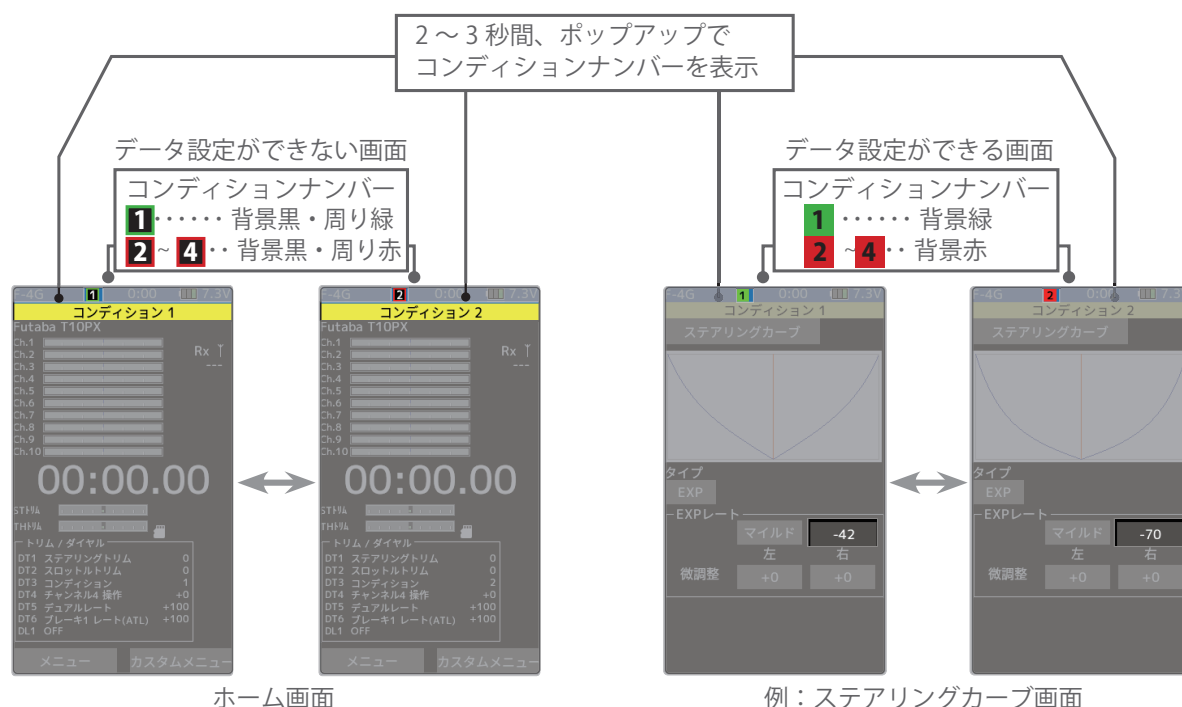 2～3秒間、ポップアップで
コンディションナンバーを表示
データ設定ができない画面
コンディションナンバー
1・・・・・・背景黒・周り緑
2~4・・背景黒・周り赤
データ設定ができる画面
コンディションナンバー
1・・・・・・背景緑
2~4・・背景赤
F-4G 1 0:00 7.3V
コンディション 1
Futaba T10PX
Ch.1
Ch.2
Rx
Ch.3
---
Ch.4
Ch.5
Ch.6
Ch.7
Ch.8
Ch.9
Ch.10
00:00.00
STトリム
THトリム
トリム / ダイヤル
DT1 ステアリングトリム 0
DT2 スロットルトリム 0
DT3 コンディション 1
DT4 チャンネル4 操作 +0
DT5 デュアルレート +100
DT6 ブレーキ1 レート(ATL) +100
DL1 OFF
メニュー カスタムメニュー
F-4G 2 0:00 7.3V
コンディション 2
Futaba T10PX
Ch.1
Ch.2
Rx
Ch.3
---
Ch.4
Ch.5
Ch.6
Ch.7
Ch.8
Ch.9
Ch.10
00:00.00
STトリム
THトリム
トリム / ダイヤル
DT1 ステアリングトリム 0
DT2 スロットルトリム 0
DT3 コンディション 2
DT4 チャンネル4 操作 +0
DT5 デュアルレート +100
DT6 ブレーキ1 レート(ATL) +100
DL1 OFF
メニュー カスタムメニュー
ホーム画面
F-4G 1 0:00 7.3V
コンディション 1
ステアリングカーブ
タイプ
EXP
EXPレート
マイルド -42
左 右
微調整 +0 +0
F-4G 2 0:00 7.3
コンディション 2
ステアリングカーブ
タイプ
EXP
EXPレート
マイルド -70
左 右
微調整 +0 +0
例：ステアリングカーブ画面